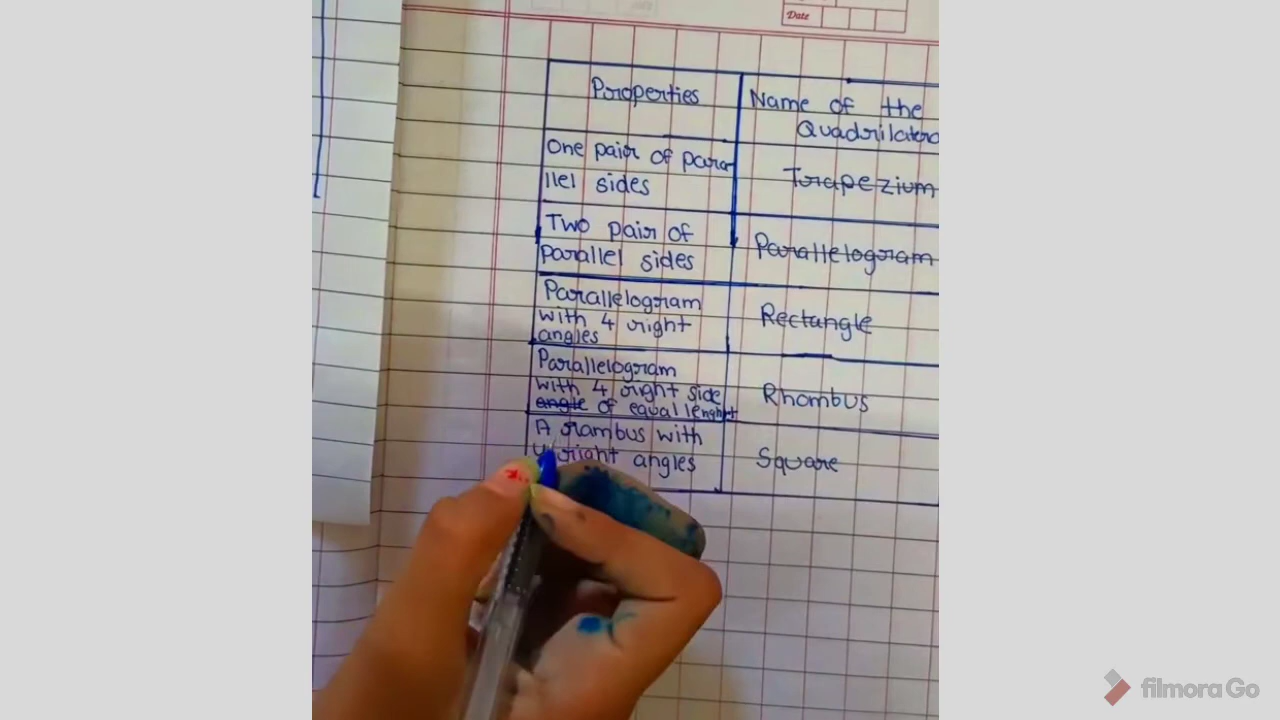 Date
Properties
Name of the
Quadrilatera
One pair of para
llel sides
Trapezium
Two pair of
parallel sides
Parallelogram
Parallelogram
with 4 right
angles
Rectangle
Parallelogram
with 4 right side
angle of equal lenght
Rhombus
A rambus with
4 right angles
Square
filmora Go